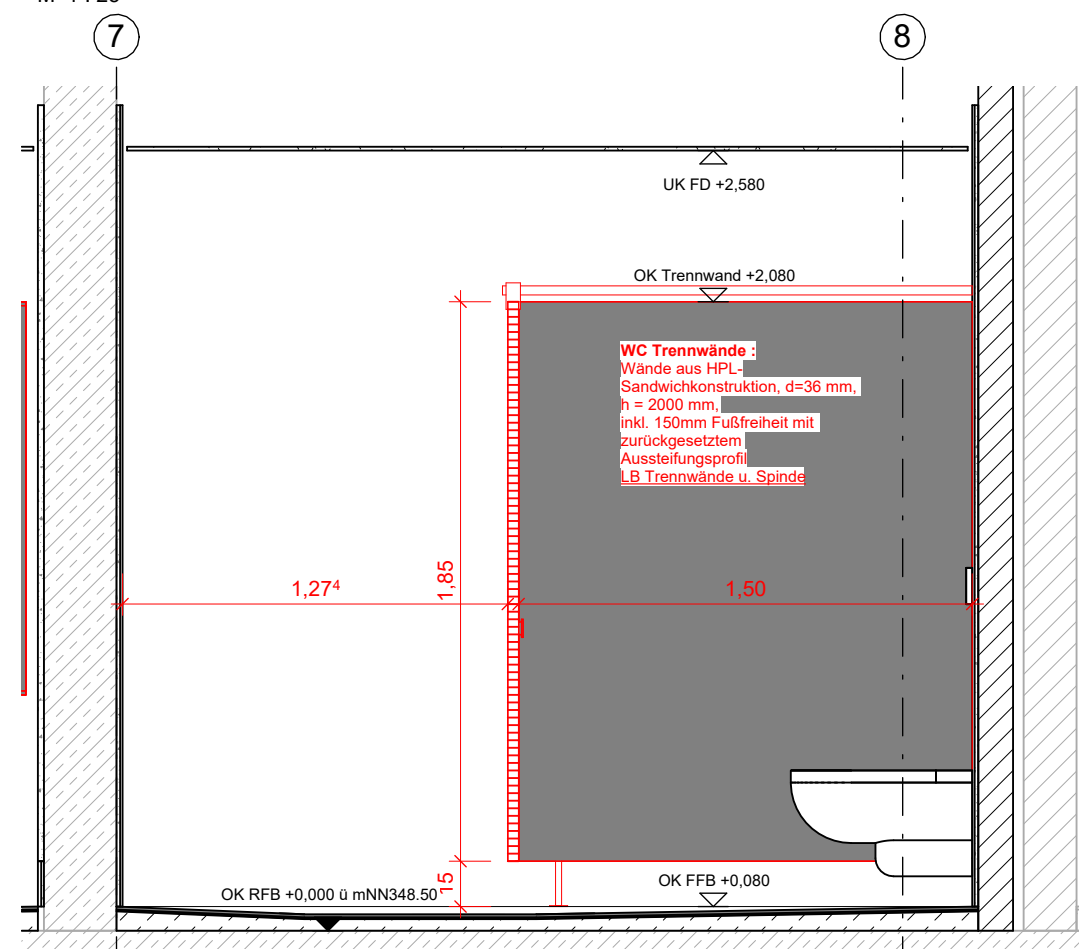 7
8
UK FD +2,580
OK Trennwand +2,080
WC Trennwände :
Wände aus HPL-
Sandwichkonstruktion, d=36 mm,
h = 2000 mm,
inkl. 150mm Fußfreiheit mit
zurückgesetztem
Aussteifungsprofil
LB Trennwände u. Spinde
1,27⁴
1,85
1,50
15
OK RFB +0,000 ü mNN348.50
OK FFB +0,080